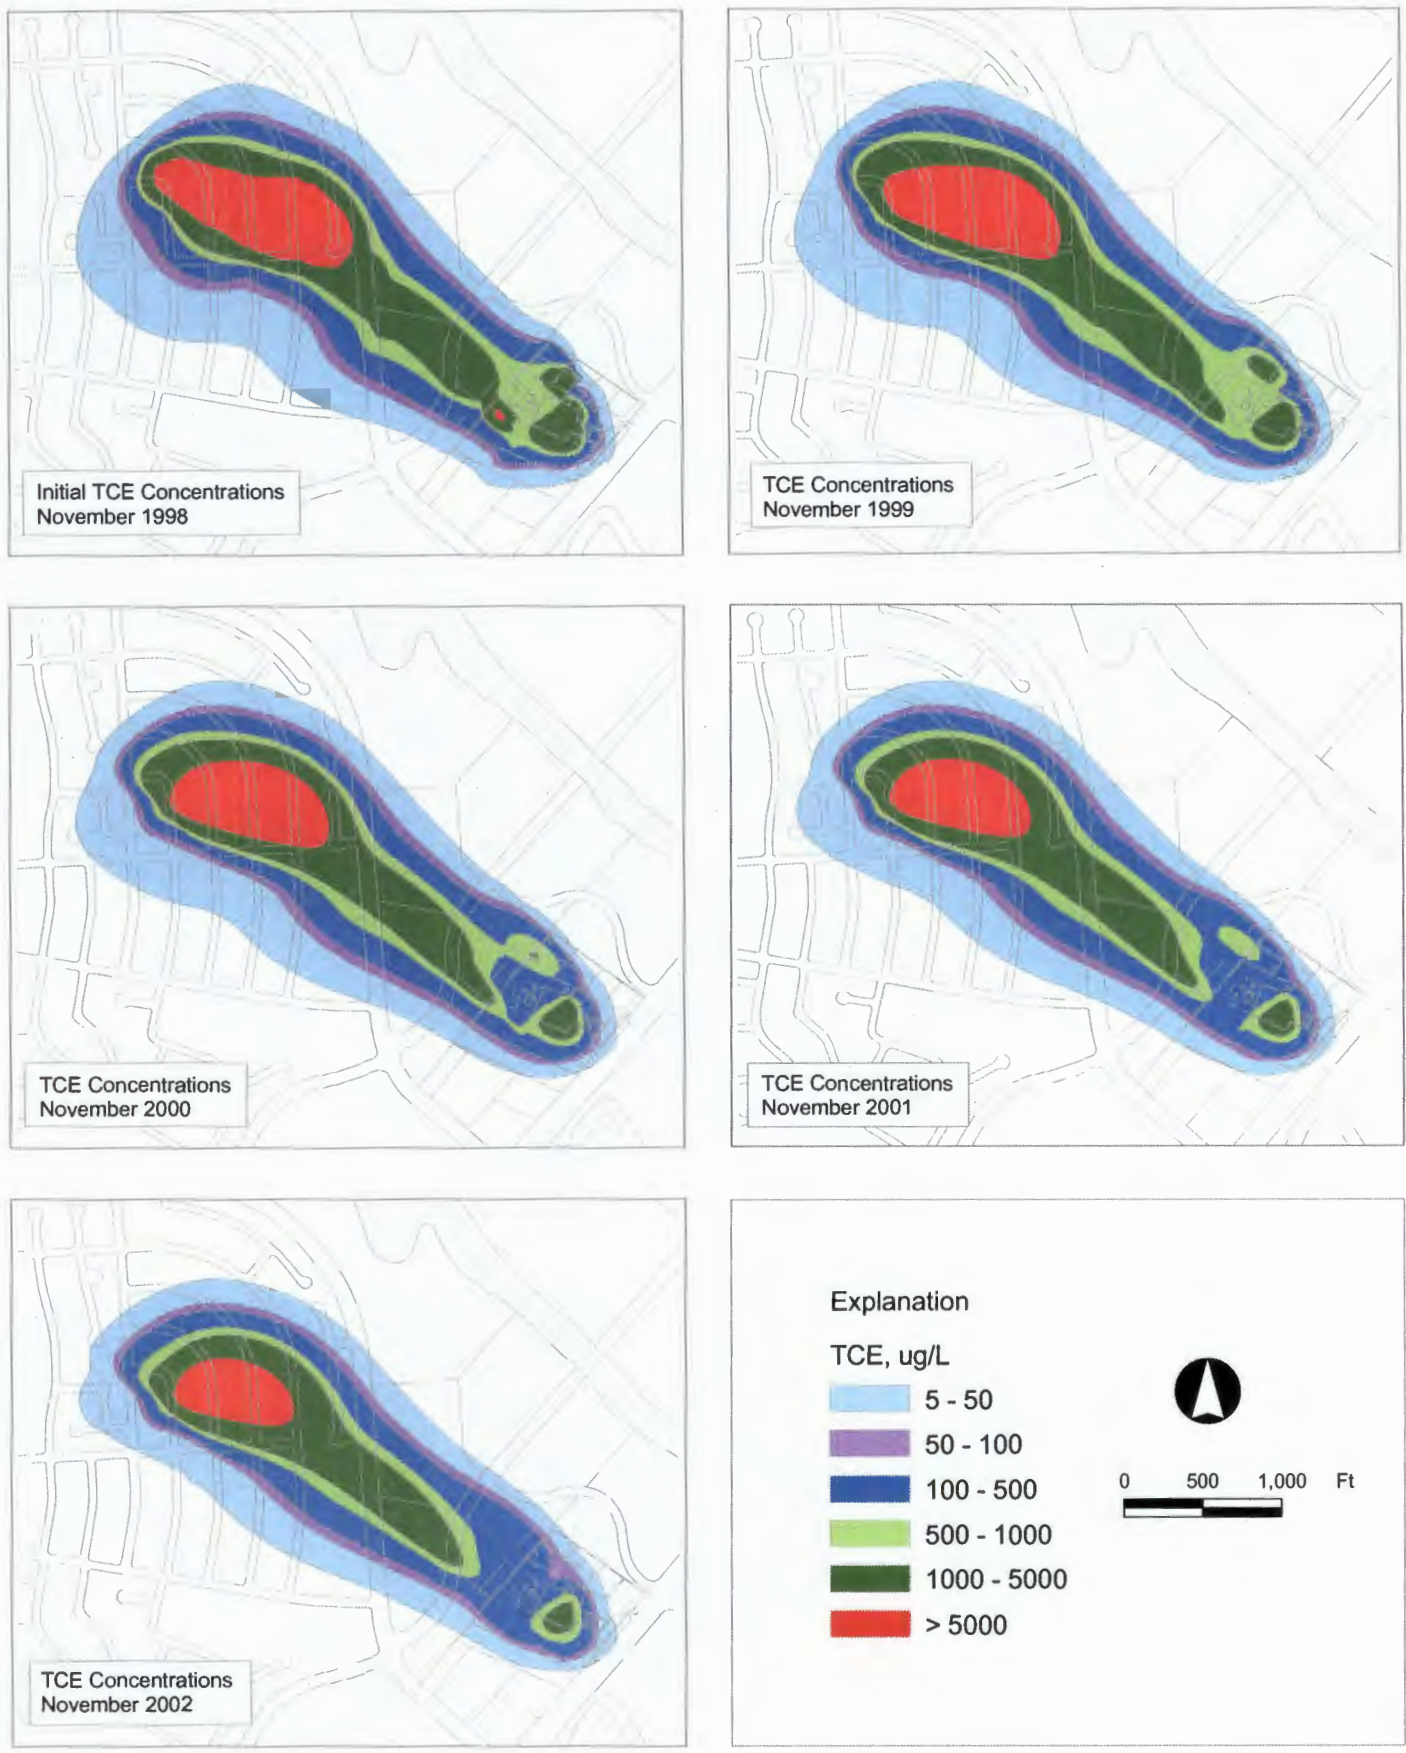 Initial TCE Concentrations
November 1998
TCE Concentrations
November 1999
TCE Concentrations
November 2000
TCE Concentrations
November 2001
TCE Concentrations
November 2002
Explanation
TCE, ug/L
5 - 50
50 - 100
100 - 500
500 - 1000
1000 - 5000
> 5000
0 500 1,000 Ft